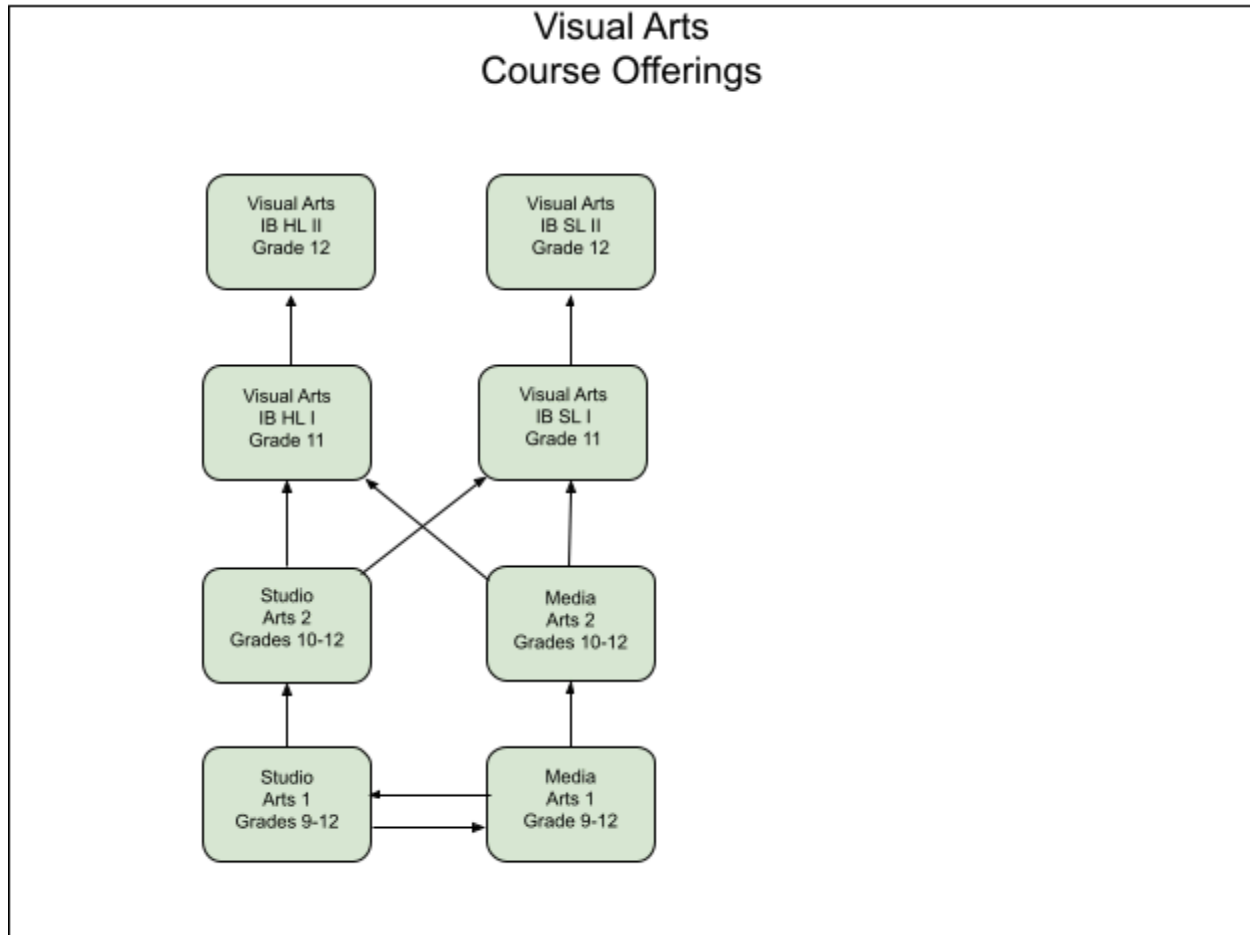 Visual Arts
Course Offerings
Visual Arts
IB HL II
Grade 12
Visual Arts
IB SL II
Grade 12
Visual Arts
IB HL I
Grade 11
Visual Arts
IB SL I
Grade 11
Studio
Arts 2
Grades 10-12
Media
Arts 2
Grades 10-12
Studio
Arts 1
Grades 9-12
Media
Arts 1
Grade 9-12